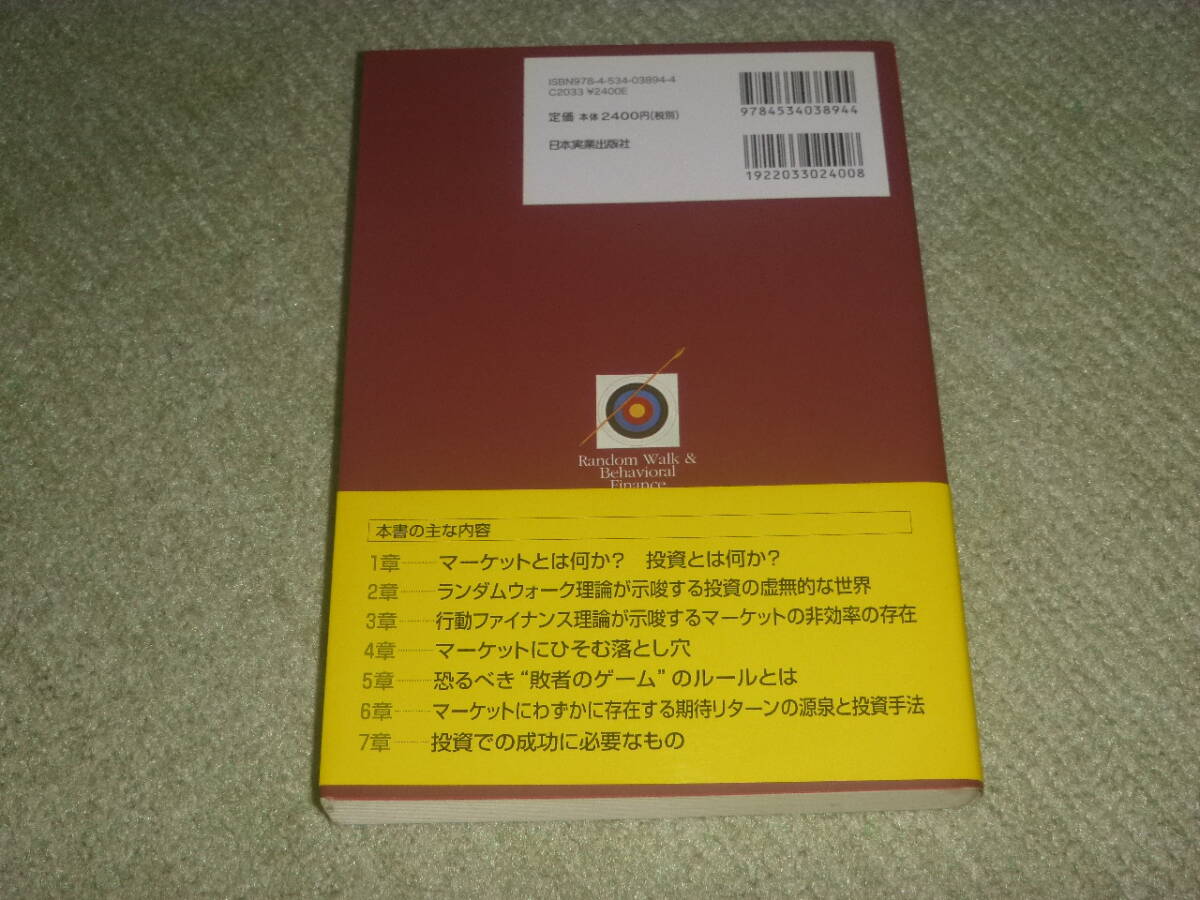 ISBN978-4-534-03894-4
C2033 ¥2400E
定価 本体2400円(税別)
日本実業出版社
9784534038944
1922033024008
Random Walk &
Behavioral
Finance
本書の主な内容
1章………マーケットとは何か？　投資とは何か？
2章………ランダムウォーク理論が示唆する投資の虚無的な世界
3章………行動ファイナンス理論が示唆するマーケットの非効率の存在
4章………マーケットにひそむ落とし穴
5章………恐るべき“敗者のゲーム”のルールとは
6章………マーケットにわずかに存在する期待リターンの源泉と投資手法
7章………投資での成功に必要なもの